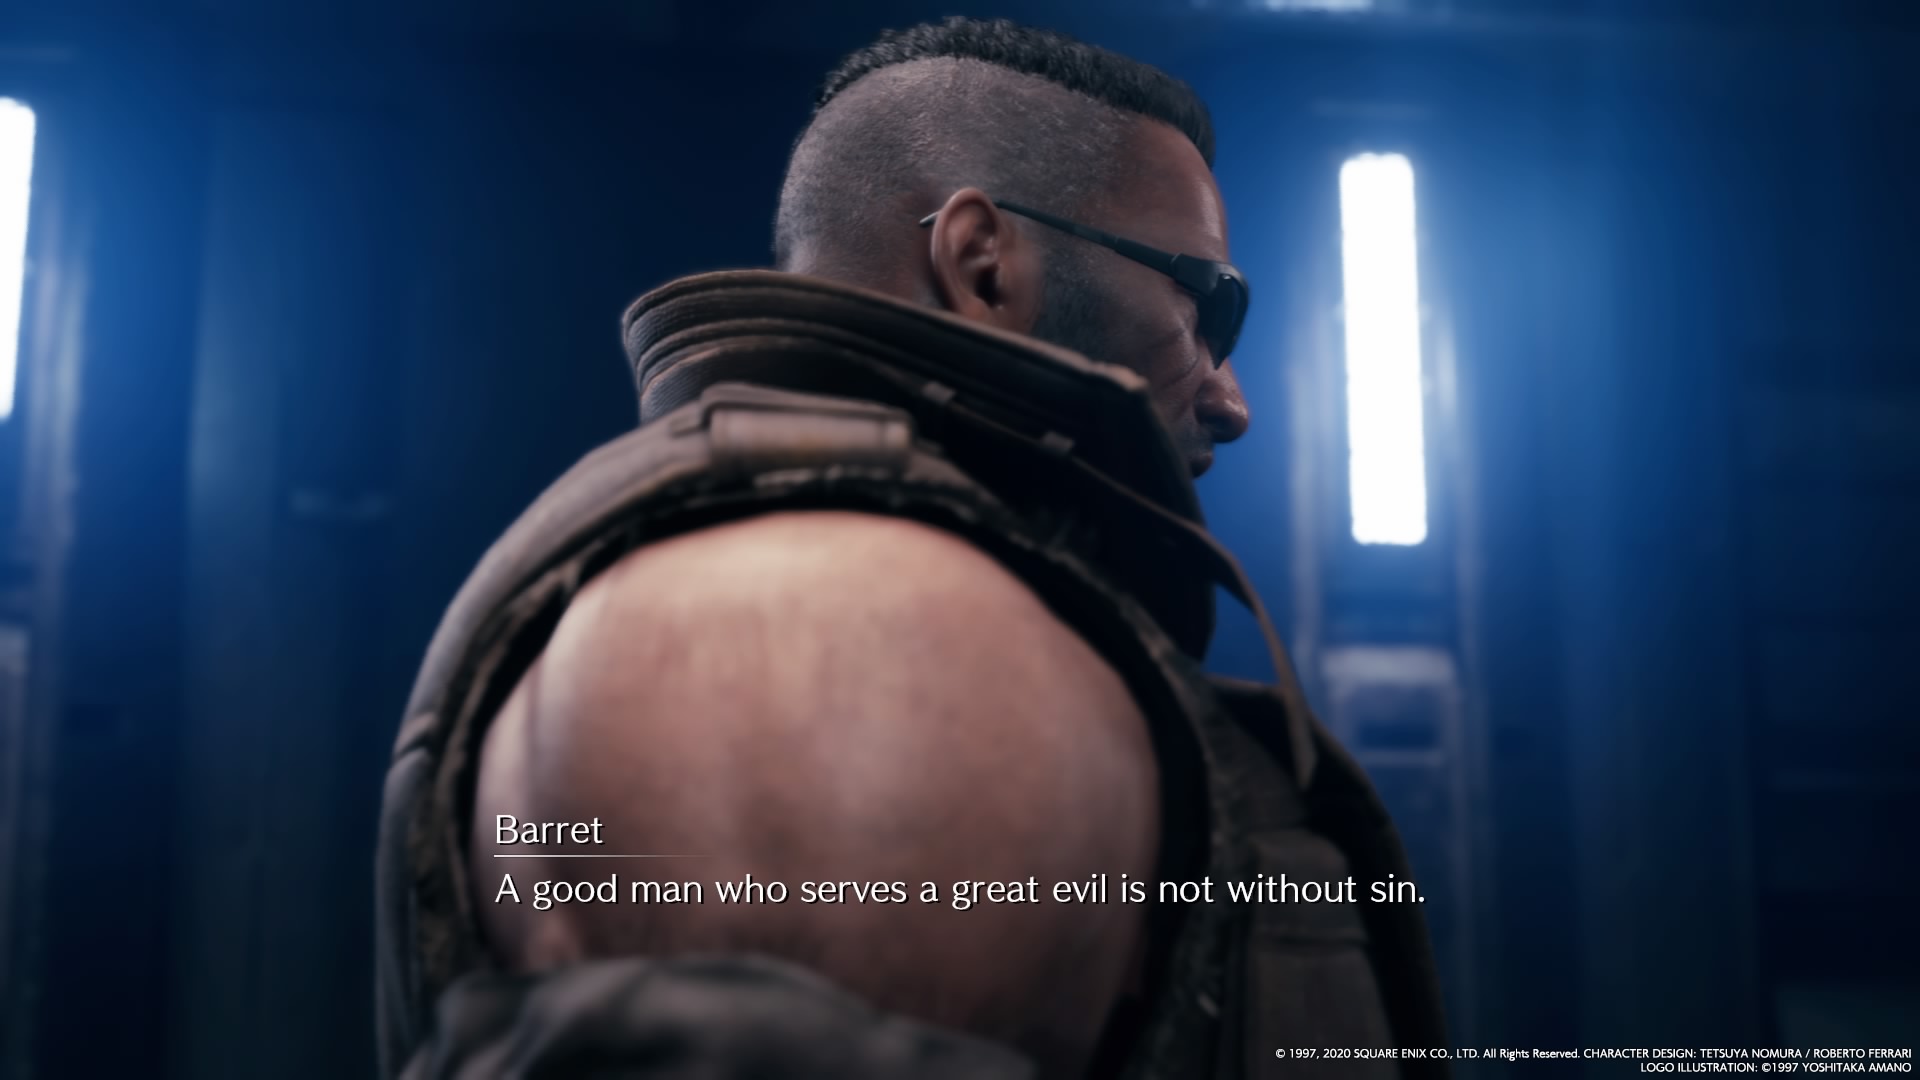 Barret
A good man who serves a great evil is not without sin.
© 1997, 2020 SQUARE ENIX CO., LTD. All Rights Reserved. CHARACTER DESIGN: TETSUYA NOMURA / ROBERTO FERRARI
LOGO ILLUSTRATION: ©1997 YOSHITAKA AMANO